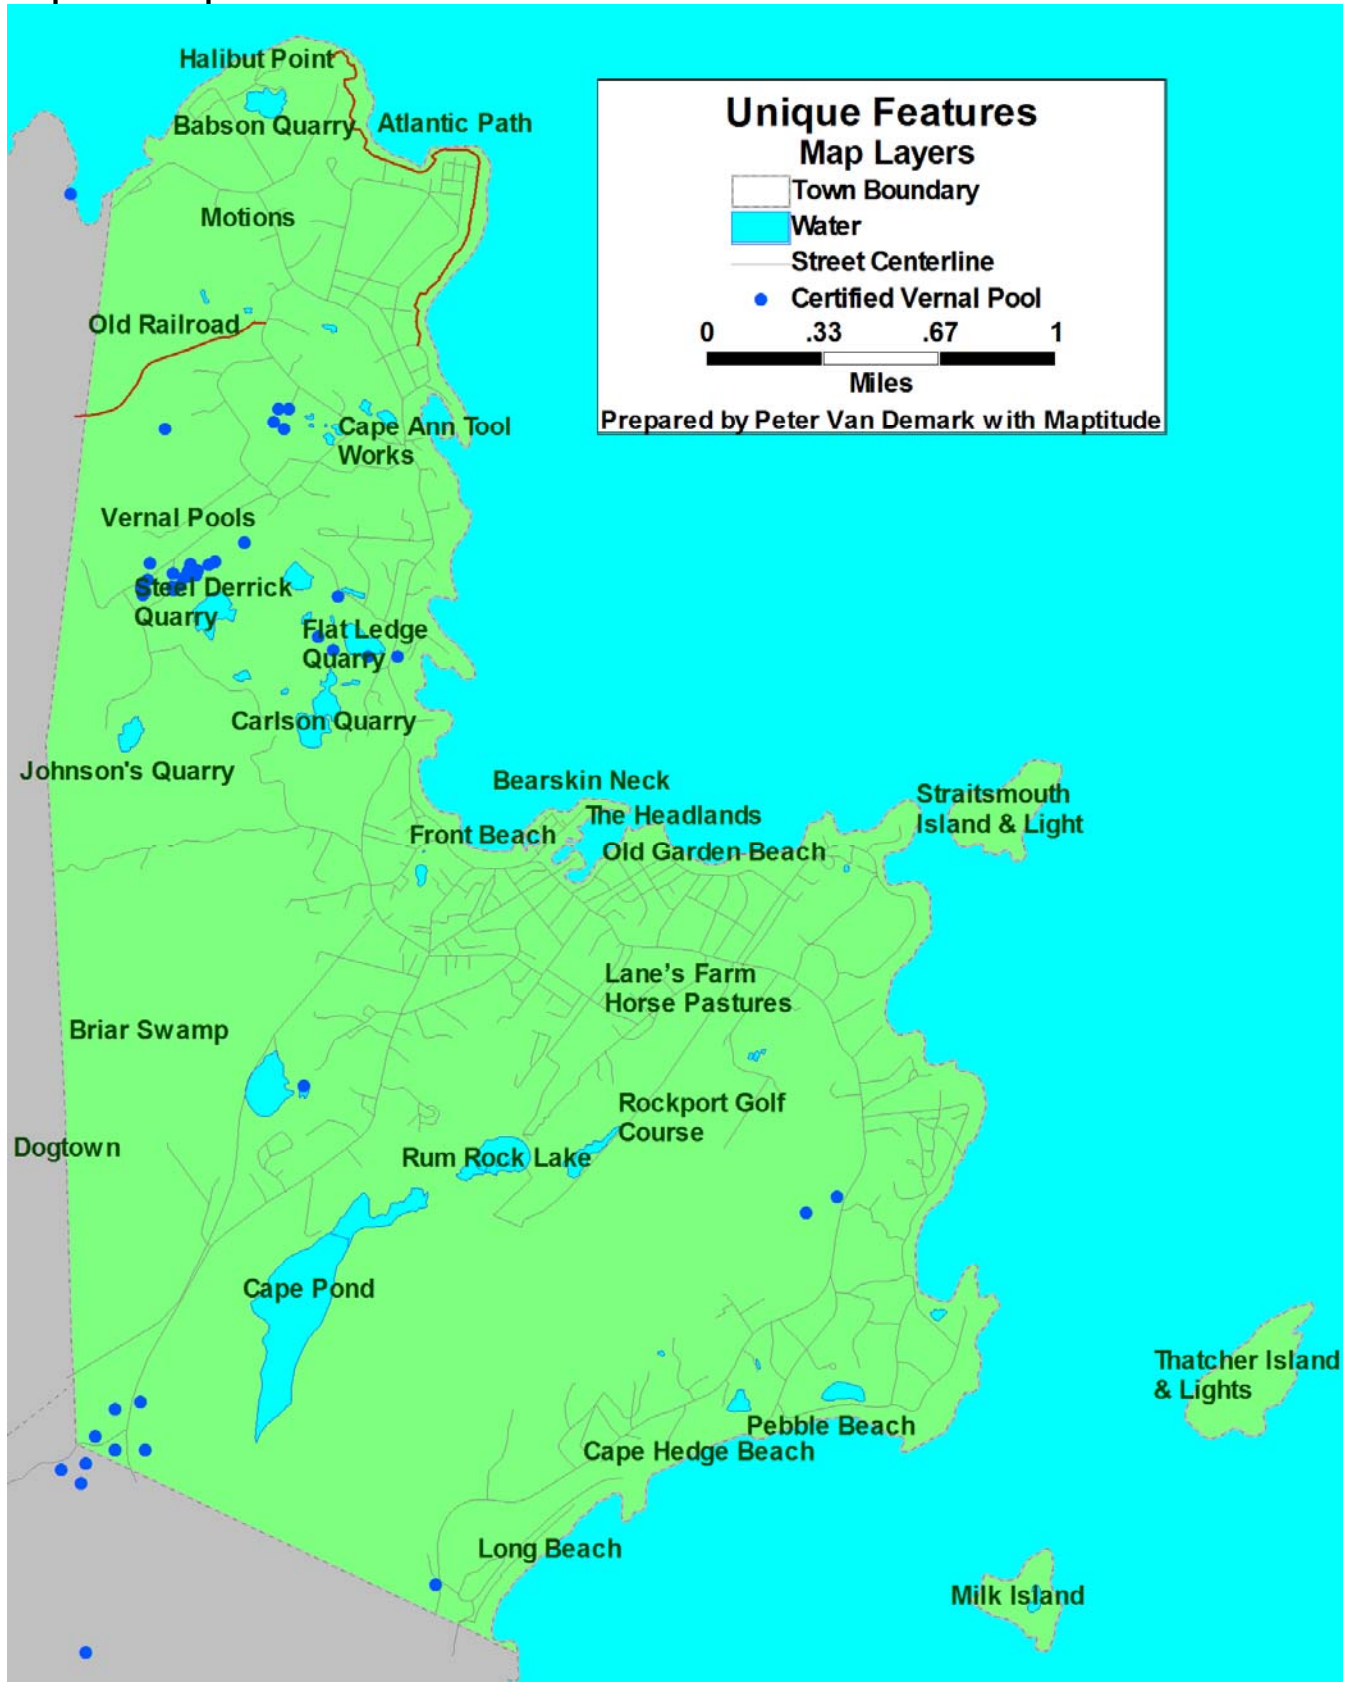 Halibut Point
Babson Quarry
Atlantic Path
Motions
Old Railroad
Cape Ann Tool
Works
Vernal Pools
Steel Derrick
Quarry
Flat Ledge
Quarry
Carlson Quarry
Johnson's Quarry
Unique Features
Map Layers
Town Boundary
Water
Street Centerline
Certified Vernal Pool
0 .33 .67 1
Miles
Prepared by Peter Van Demark with Maptitude
Bearskin Neck
The Headlands
Front Beach
Old Garden Beach
Straitsmouth
Island & Light
Lane’s Farm
Horse Pastures
Briar Swamp
Rockport Golf
Course
Dogtown
Rum Rock Lake
Cape Pond
Thatcher Island
& Lights
Pebble Beach
Cape Hedge Beach
Long Beach
Milk Island